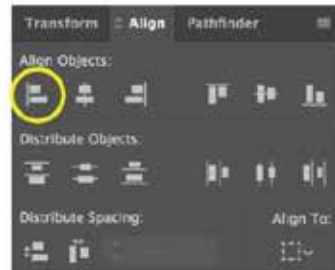 Transform Align Pathfinder
Align Objects:
Distribute Objects:
Distribute Spacing: Align To: